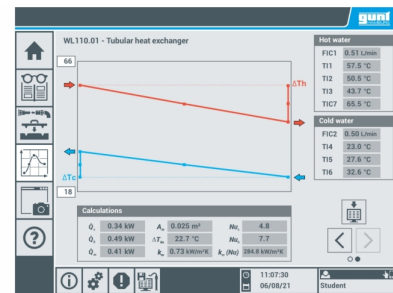 gunt
WL110.01 - Tubular heat exchanger
66
ΔTh
ΔTc
18
Hot water
FIC1 0.51 L/min
TI1 57.5 °C
TI2 50.5 °C
TI3 43.7 °C
TIC7 65.5 °C
Cold water
FIC2 0.50 L/min
TI4 23.0 °C
TI5 27.6 °C
TI6 32.6 °C
Calculations
0.34 kW 0.025 m² 4.8
0.49 kW 22.7 °C 7.7
0.41 kW 0.73 kW/m²K 284.8 kW/m²K
11:07:30
06/08/21
Student